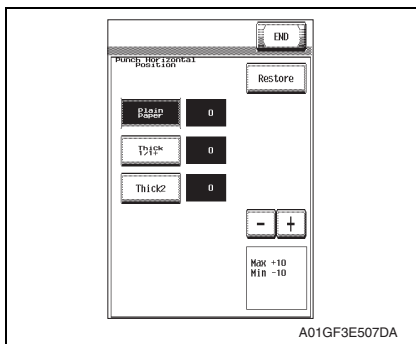 END
Punch Horizontal
Position
Restore
Plain
Paper
0
Thick
1/1+
0
Thick2
0
- +
Max +10
Min -10
A01GF3E507DA